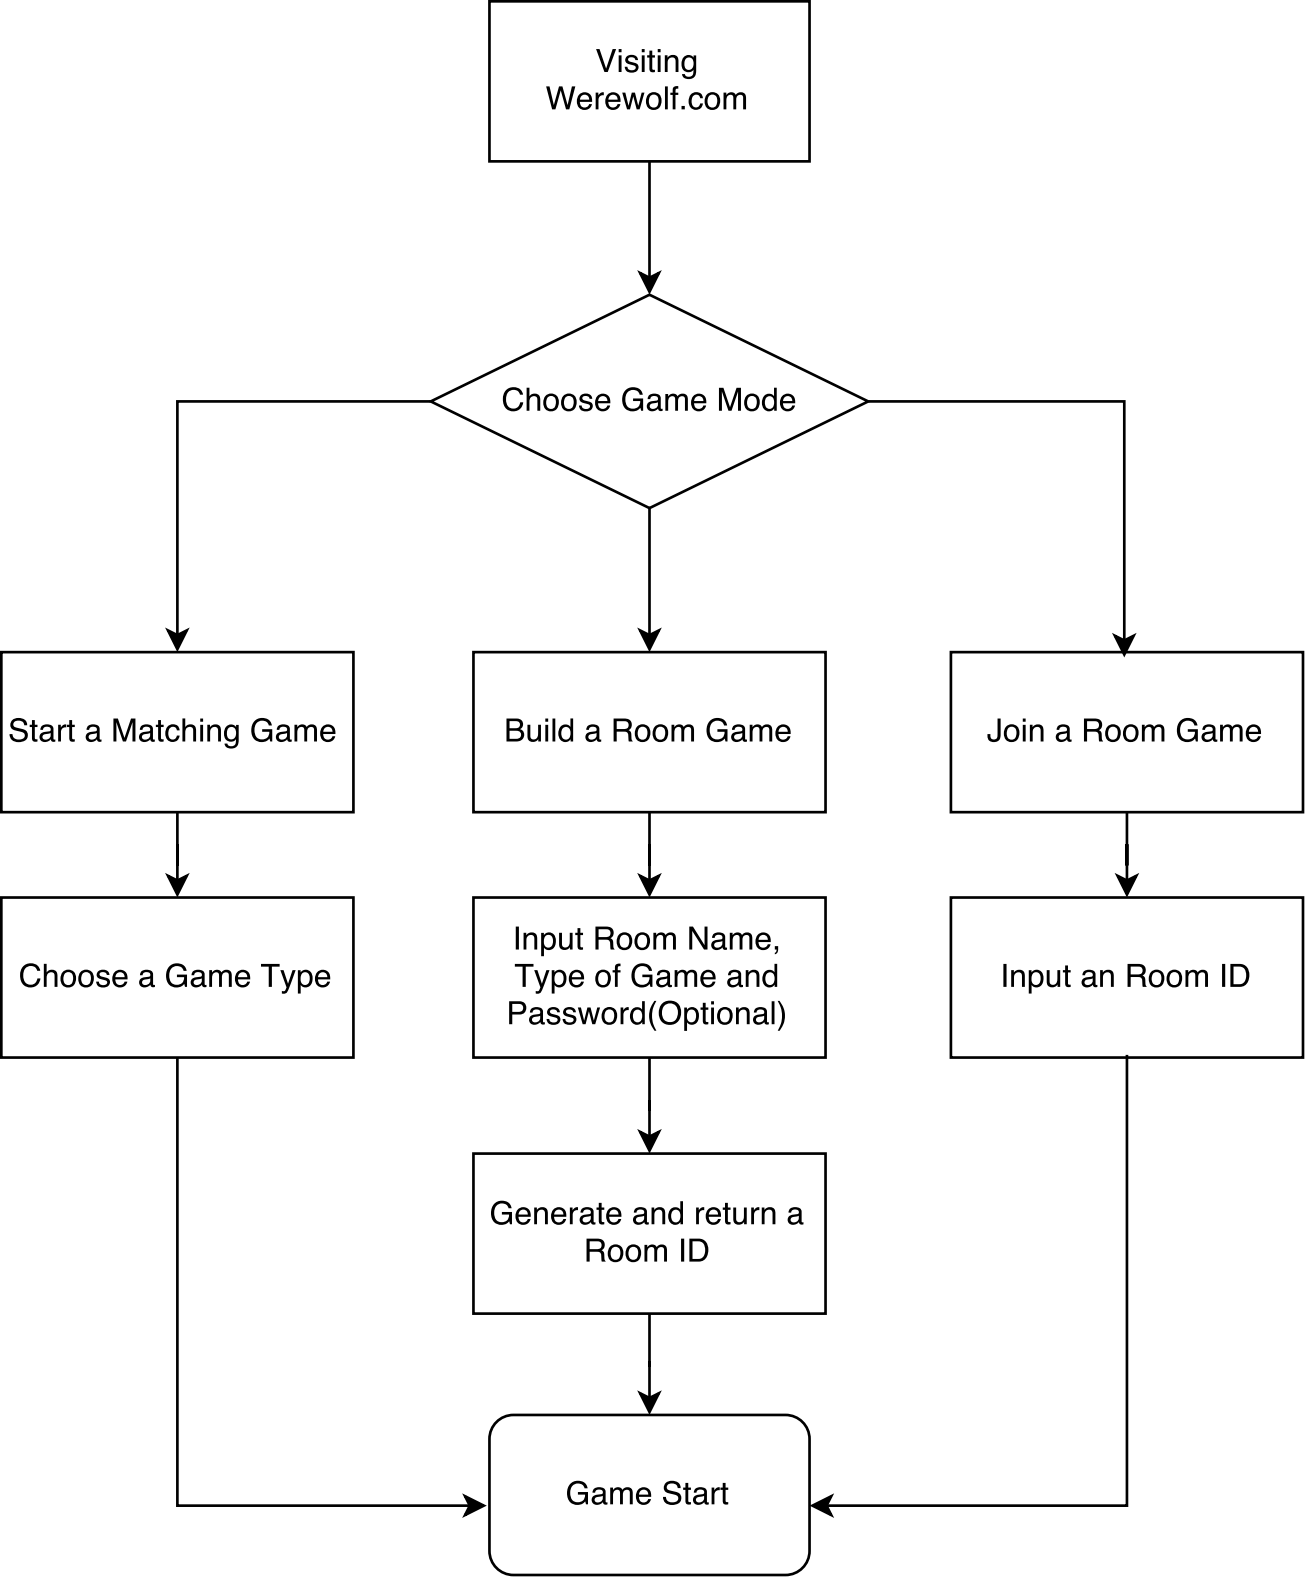 Visiting
Werewolf.com
Choose Game Mode
Start a Matching Game
Build a Room Game
Join a Room Game
Choose a Game Type
Input Room Name,
Type of Game and
Password(Optional)
Input an Room ID
Generate and return a
Room ID
Game Start